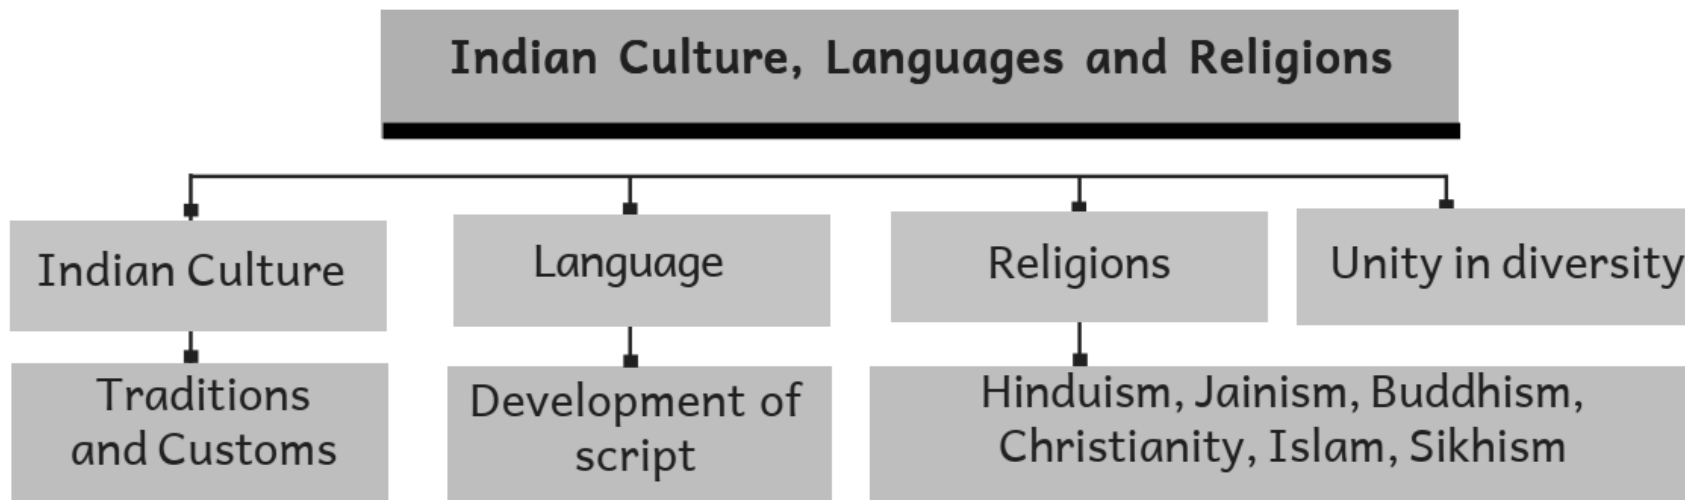 Indian Culture, Languages and Religions
Indian Culture
Language
Religions
Unity in diversity
Traditions
and Customs
Development of
script
Hinduism, Jainism, Buddhism,
Christianity, Islam, Sikhism